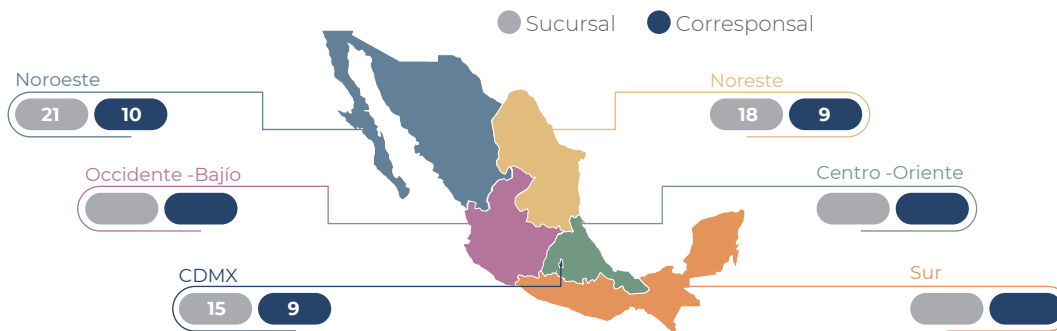 Sucursal Corresponsal
Noroeste
21 10
Noreste
18 9
Occidente -Bajío
Centro -Oriente
CDMX
15 9
Sur